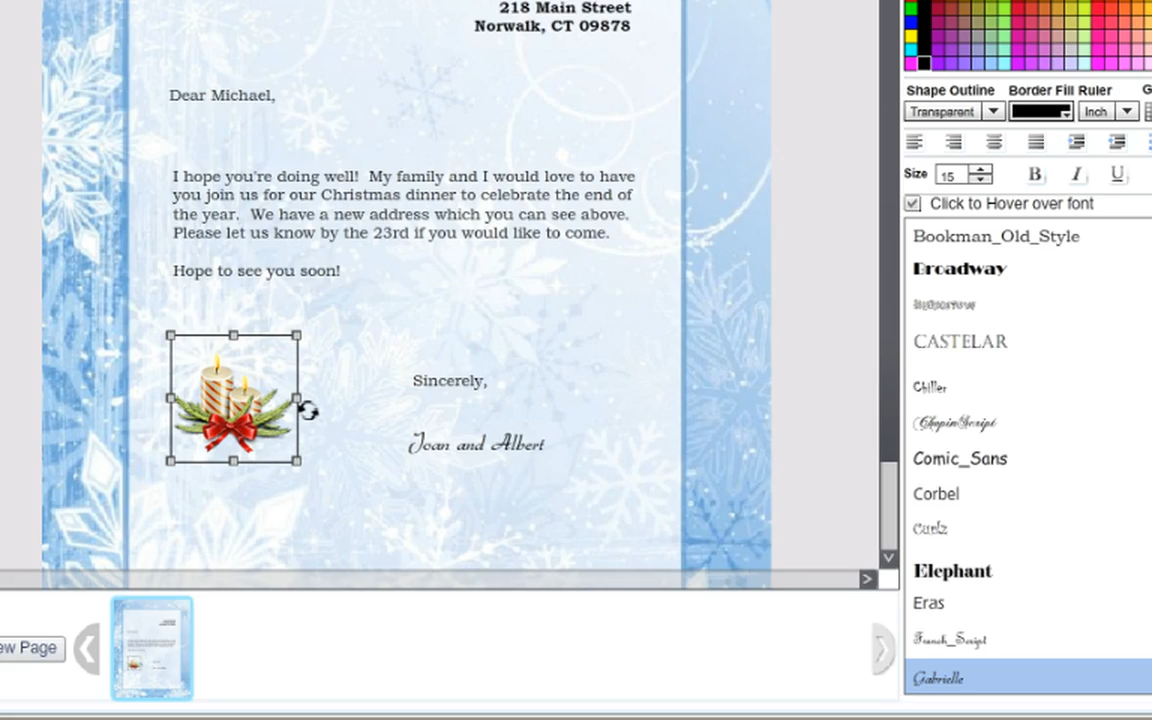 218 Main Street
Norwalk, CT 09878
Dear Michael,
I hope you're doing well! My family and I would love to have
you join us for our Christmas dinner to celebrate the end of
the year. We have a new address which you can see above.
Please let us know by the 23rd if you would like to come.
Hope to see you soon!
Sincerely,
Joan and Albert
ew Page
Shape Outline Border Fill Ruler G
Transparent Inch
Size 15 B I U
Click to Hover over font
Bookman_Old_Style
Broadway
CASTELAR
Chiller
ChopinScript
Comic_Sans
Corbel
Curlz
Elephant
Eras
French_Script
Gabrielle